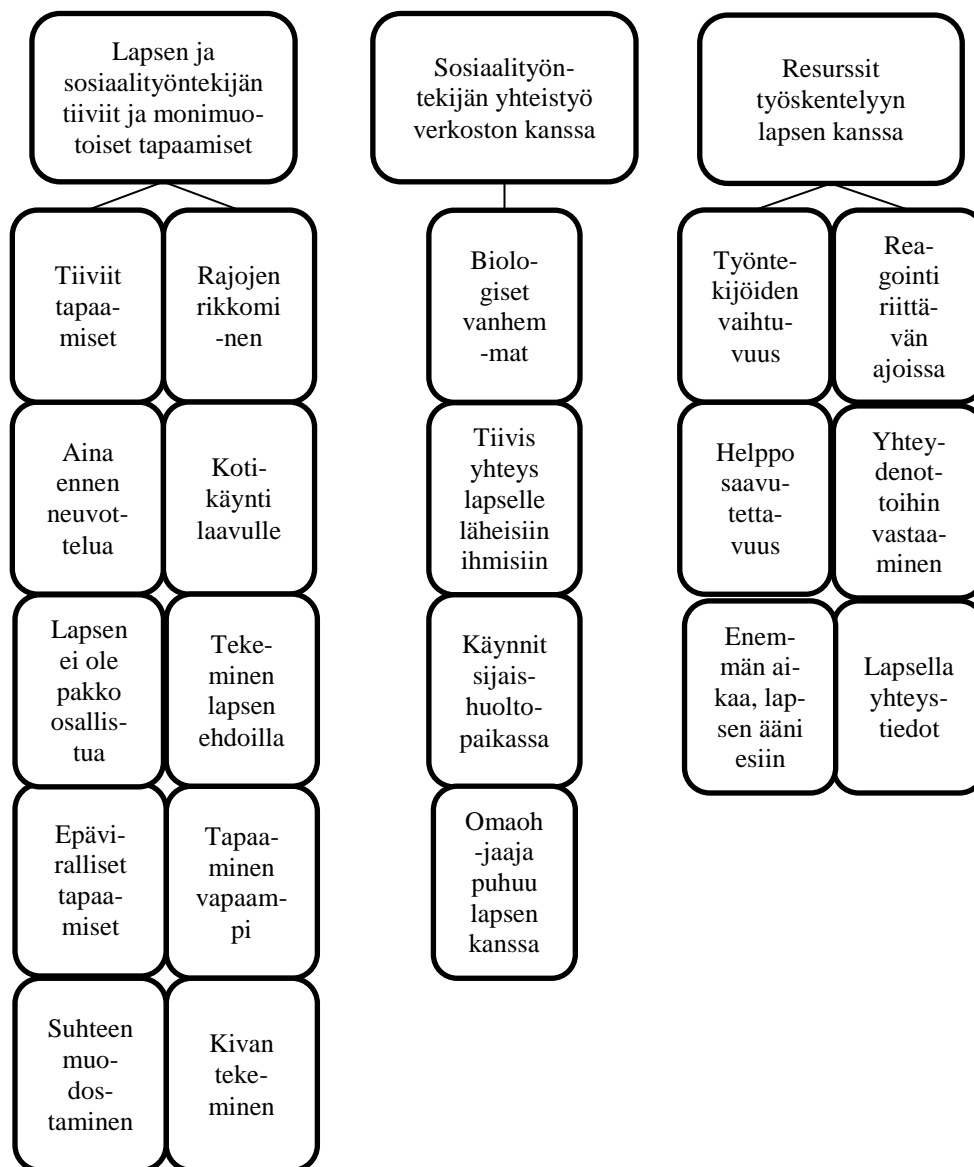 Lapsen ja
sosiaalityöntekijän
tiiviit ja monimuo-
toiset tapaamiset
Tiiviit
tapaa-
miset
Rajojen
rikkomi
-nen
Aina
ennen
neuvot-
telua
Koti-
käynti
laavulle
Lapsen
ei ole
pakko
osallis-
tua
Teke-
minen
lapsen
ehdoilla
Epävi-
ralliset
tapaa-
miset
Tapaa-
minen
vapaam-
pi
Suhteen
muo-
dos-
taminen
Kivan
teke-
minen
Sosiaalityön-
tekijän yhteistyö
verkoston kanssa
Biolo-
giset
vanhem
-mat
Tiivis
yhteys
lapselle
läheisiin
ihmisiin
Käynnit
sijais-
huolto-
paikassa
Omaoh
-jaaja
puhuu
lapsen
kanssa
Resurssit
työskentelyyn
lapsen kanssa
Työnte-
kijöiden
vaihtu-
vuus
Rea-
gointi
riittä-
vän
ajoissa
Helppo
saavu-
tetta-
vuus
Yhtey-
denot-
toihin
vastaa-
minen
Enem-
män ai-
kaa, lap-
sen ääni
esiin
Lapsella
yhteys-
tiedot